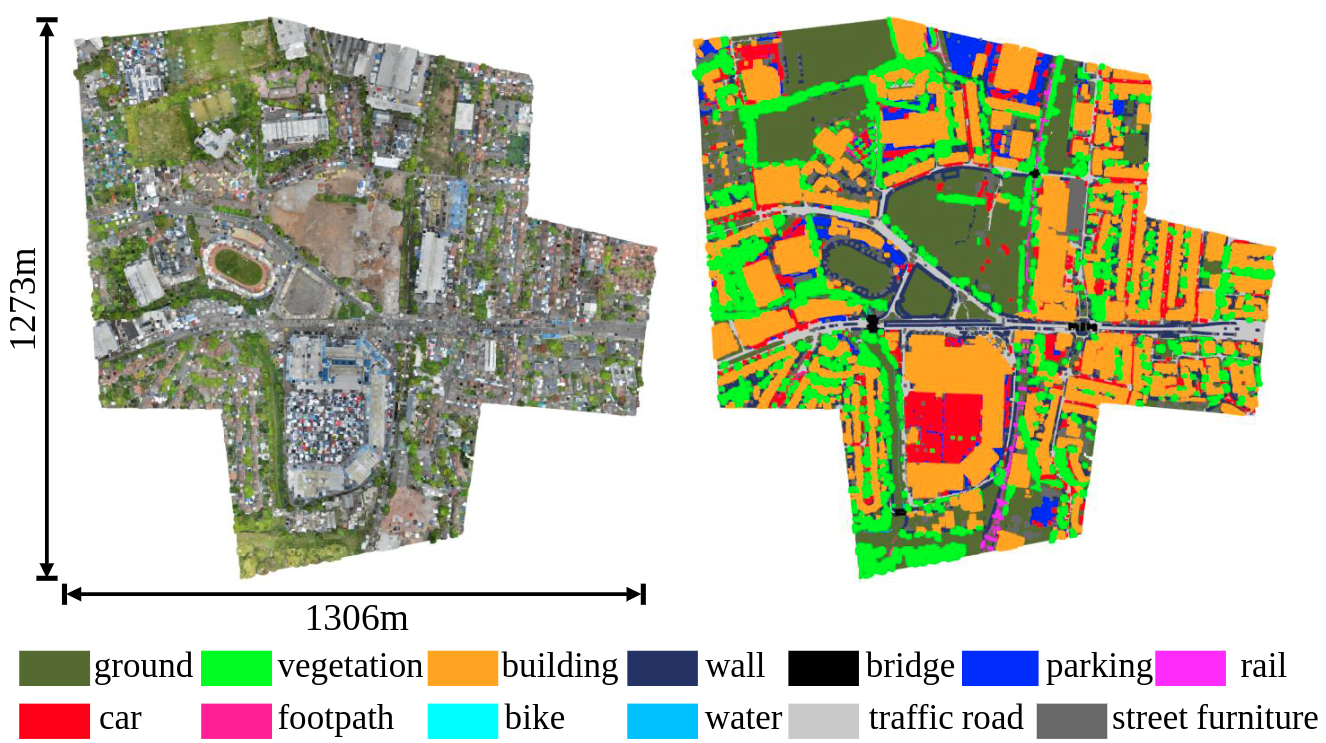 1273m
1306m
ground vegetation building wall bridge parking rail
car footpath bike water traffic road street furniture